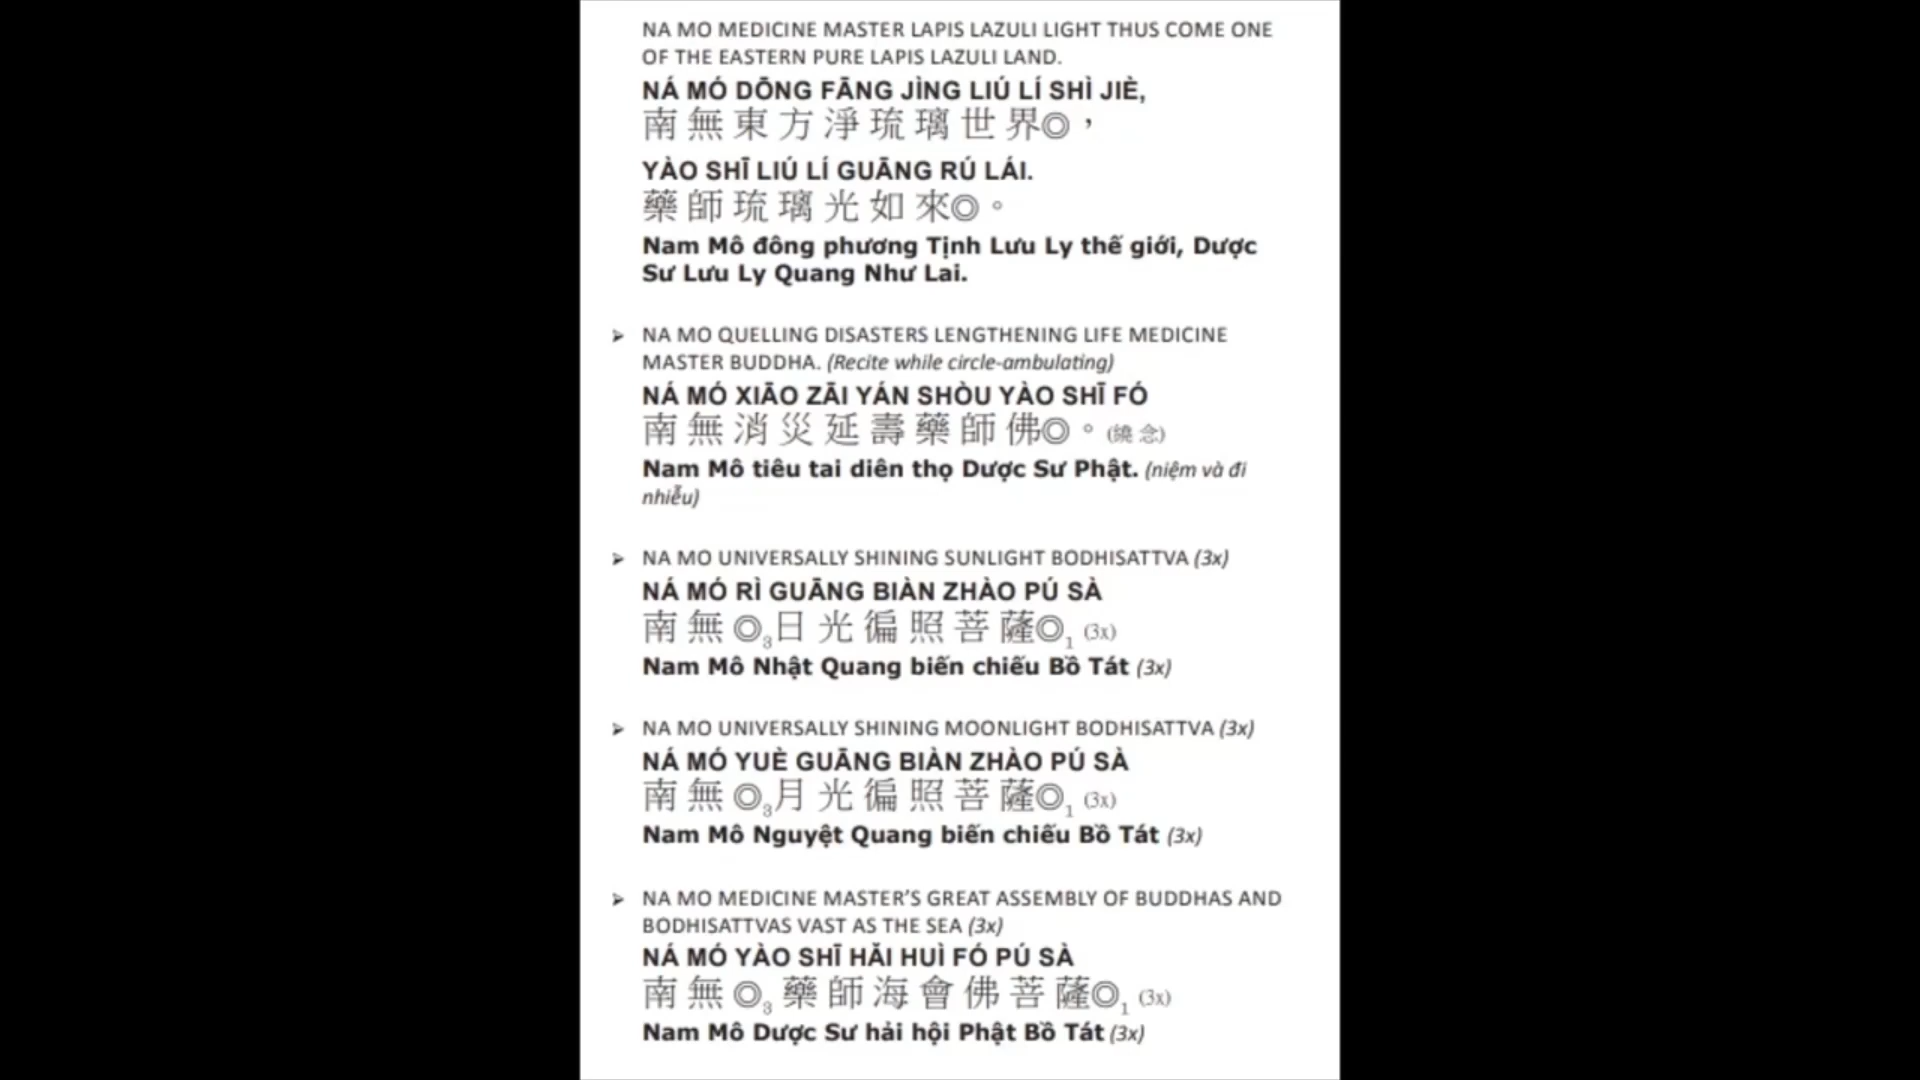 NA MO MEDICINE MASTER LAPIS LAZULI LIGHT THUS COME ONE
OF THE EASTERN PURE LAPIS LAZULI LAND.
NÁ MÓ DŌNG FĀNG JÌNG LIÚ LÍ SHÌ JIÈ,
南無東方淨琉璃世界◎，
YÀO SHĪ LIÚ LÍ GUĀNG RÚ LÁI.
藥師琉璃光如來◎。
Nam Mô đông phương Tịnh Lưu Ly thế giới, Dược
Sư Lưu Ly Quang Như Lai.
➢ NA MO QUELLING DISASTERS LENGTHENING LIFE MEDICINE
MASTER BUDDHA. (Recite while circle-ambulating)
NÁ MÓ XIĀO ZĀI YÁN SHÒU YÀO SHĪ FÓ
南無消災延壽藥師佛◎。(繞念)
Nam Mô tiêu tai diên thọ Dược Sư Phật. (niệm và đi
nhiễu)
➢ NA MO UNIVERSALLY SHINING SUNLIGHT BODHISATTVA (3x)
NÁ MÓ RÌ GUĀNG BIÀN ZHÀO PÚ SÀ
南無◎3日光徧照菩薩◎1 (3x)
Nam Mô Nhật Quang biến chiếu Bồ Tát (3x)
➢ NA MO UNIVERSALLY SHINING MOONLIGHT BODHISATTVA (3x)
NÁ MÓ YUÈ GUĀNG BIÀN ZHÀO PÚ SÀ
南無◎3月光徧照菩薩◎1 (3x)
Nam Mô Nguyệt Quang biến chiếu Bồ Tát (3x)
➢ NA MO MEDICINE MASTER’S GREAT ASSEMBLY OF BUDDHAS AND
BODHISATTVAS VAST AS THE SEA (3x)
NÁ MÓ YÀO SHĪ HǍI HUÌ FÓ PÚ SÀ
南無◎3藥師海會佛菩薩◎1 (3x)
Nam Mô Dược Sư hải hội Phật Bồ Tát (3x)